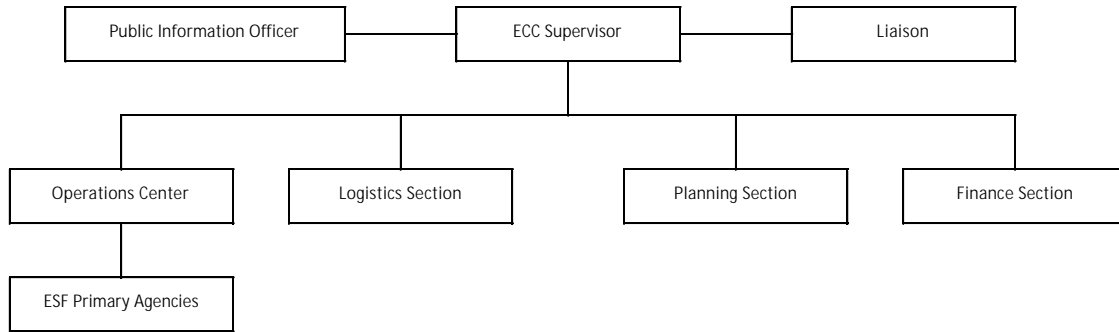 Public Information Officer
ECC Supervisor
Liaison
Operations Center
Logistics Section
Planning Section
Finance Section
ESF Primary Agencies